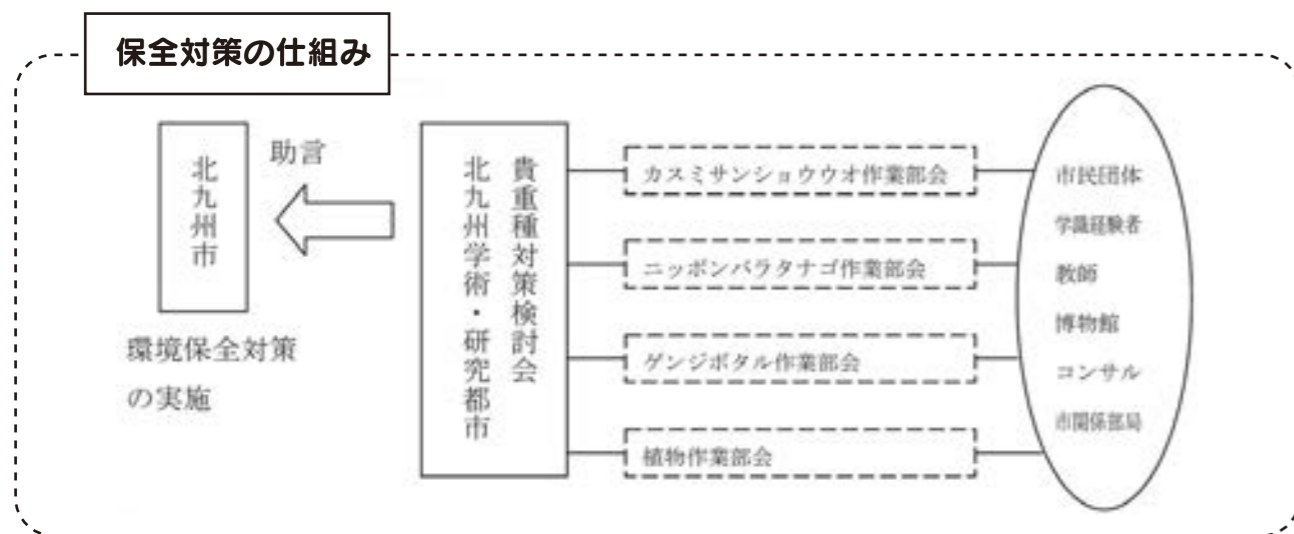 保全対策の仕組み
北九州市
助言
環境保全対策
の実施
貴重種対策検討会
北九州学術・研究都市
カスミサンショウウオ作業部会
ニッポンバラタナゴ作業部会
ゲンジボタル作業部会
植物作業部会
市民団体
学識経験者
教師
博物館
コンサル
市関係部局